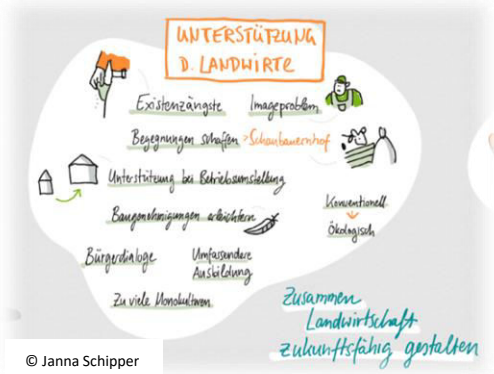 UNTERSTÜTZUNG
D. LANDWIRTE
Existenzängste
Imageproblem
Begegnungen schaffen > Schaubauernhof
Unterstützung bei Betriebsumstellung
Baugenehmigungen erleichtern
Konventionell
Ökologisch
Bürgerdialoge
Umfassendere
Ausbildung
Zu viele Monokulturen
Zusammen
Landwirtschaft
zukunftsfähig gestalten
© Janna Schipper